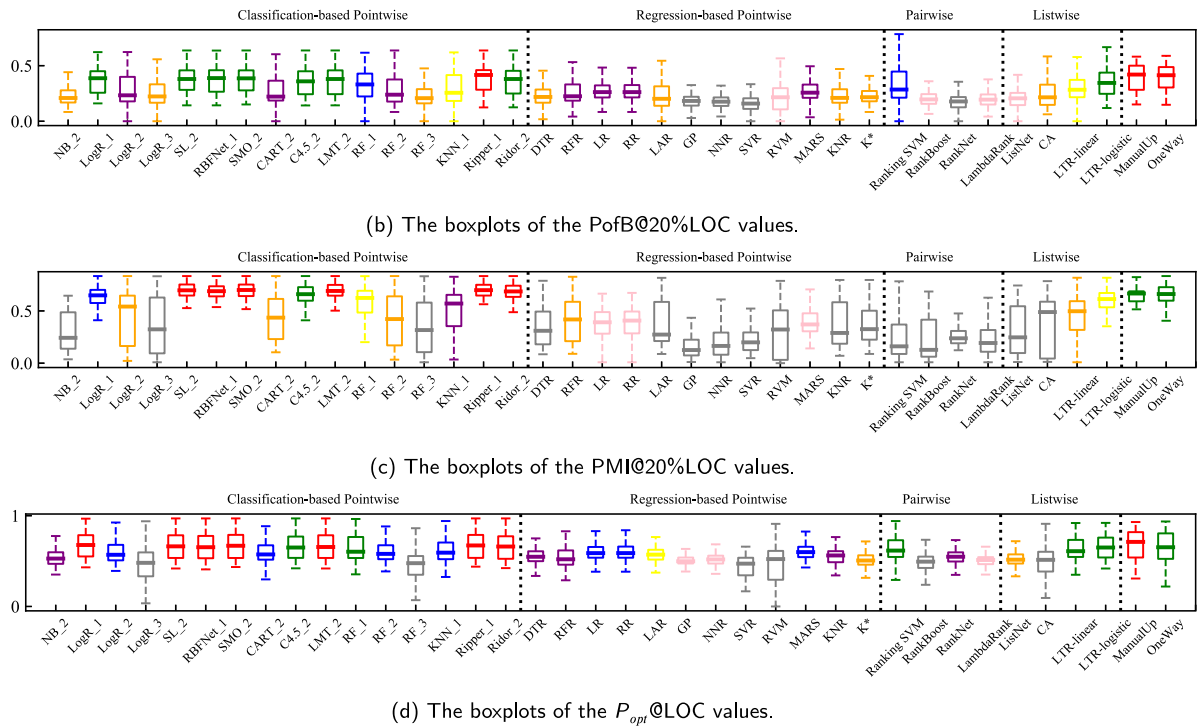 Classification-based Pointwise Regression-based Pointwise Pairwise Listwise
0.5
0.0
NB_2 LogR_1 LogR_2 LogR_3 SL_2 RBFNet_1 SMO_2 CART_2 C4.5_2 LMT_2 RF_1 RF_2 RF_3 KNN_1 Ripper_1 Ridor_2 DTR RFR LR RR LAR GP NNR SVR RVM MARS KNR K* Ranking SVM RankBoost RankNet LambdaRank ListNet CA LTR-linear LTR-logistic ManualUp OneWay
(b) The boxplots of the PofB@20%LOC values.
Classification-based Pointwise Regression-based Pointwise Pairwise Listwise
0.5
0
NB_2 LogR_1 LogR_2 LogR_3 SL_2 RBFNet_1 SMO_2 CART_2 C4.5_2 LMT_2 RF_1 RF_2 RF_3 KNN_1 Ripper_1 Ridor_2 DTR RFR LR RR LAR GP NNR SVR RVM MARS KNR K* Ranking SVM RankBoost RankNet LambdaRank ListNet CA LTR-linear LTR-logistic ManualUp OneWay
(c) The boxplots of the PMI@20%LOC values.
Classification-based Pointwise Regression-based Pointwise Pairwise Listwise
1
0
NB_2 LogR_1 LogR_2 LogR_3 SL_2 RBFNet_1 SMO_2 CART_2 C4.5_2 LMT_2 RF_1 RF_2 RF_3 KNN_1 Ripper_1 Ridor_2 DTR RFR LR RR LAR GP NNR SVR RVM MARS KNR K* Ranking SVM RankBoost RankNet LambdaRank ListNet CA LTR-linear LTR-logistic ManualUp OneWay
(d) The boxplots of the P_opt@LOC values.